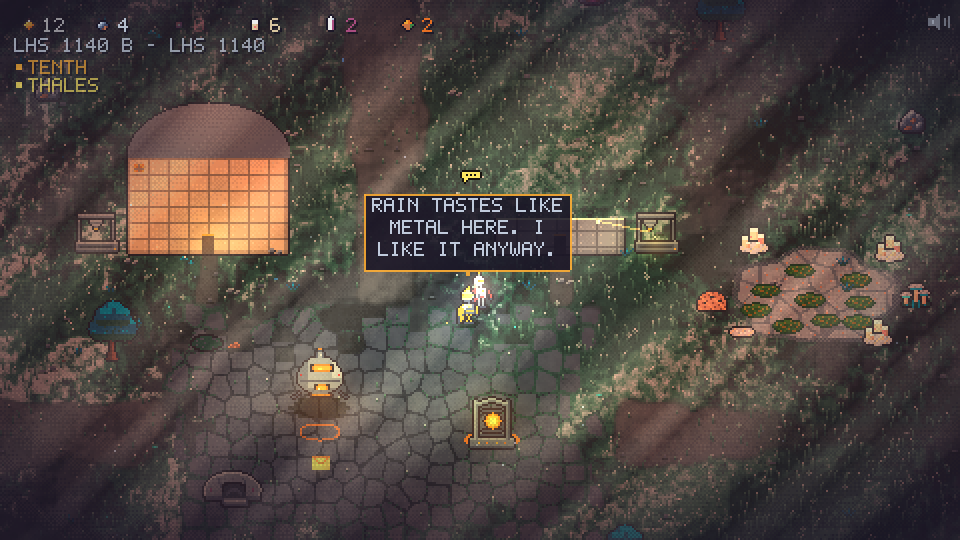 12 4 6 2 2
LHS 1140 B - LHS 1140
TENTH
THALES
RAIN TASTES LIKE
METAL HERE. I
LIKE IT ANYWAY.